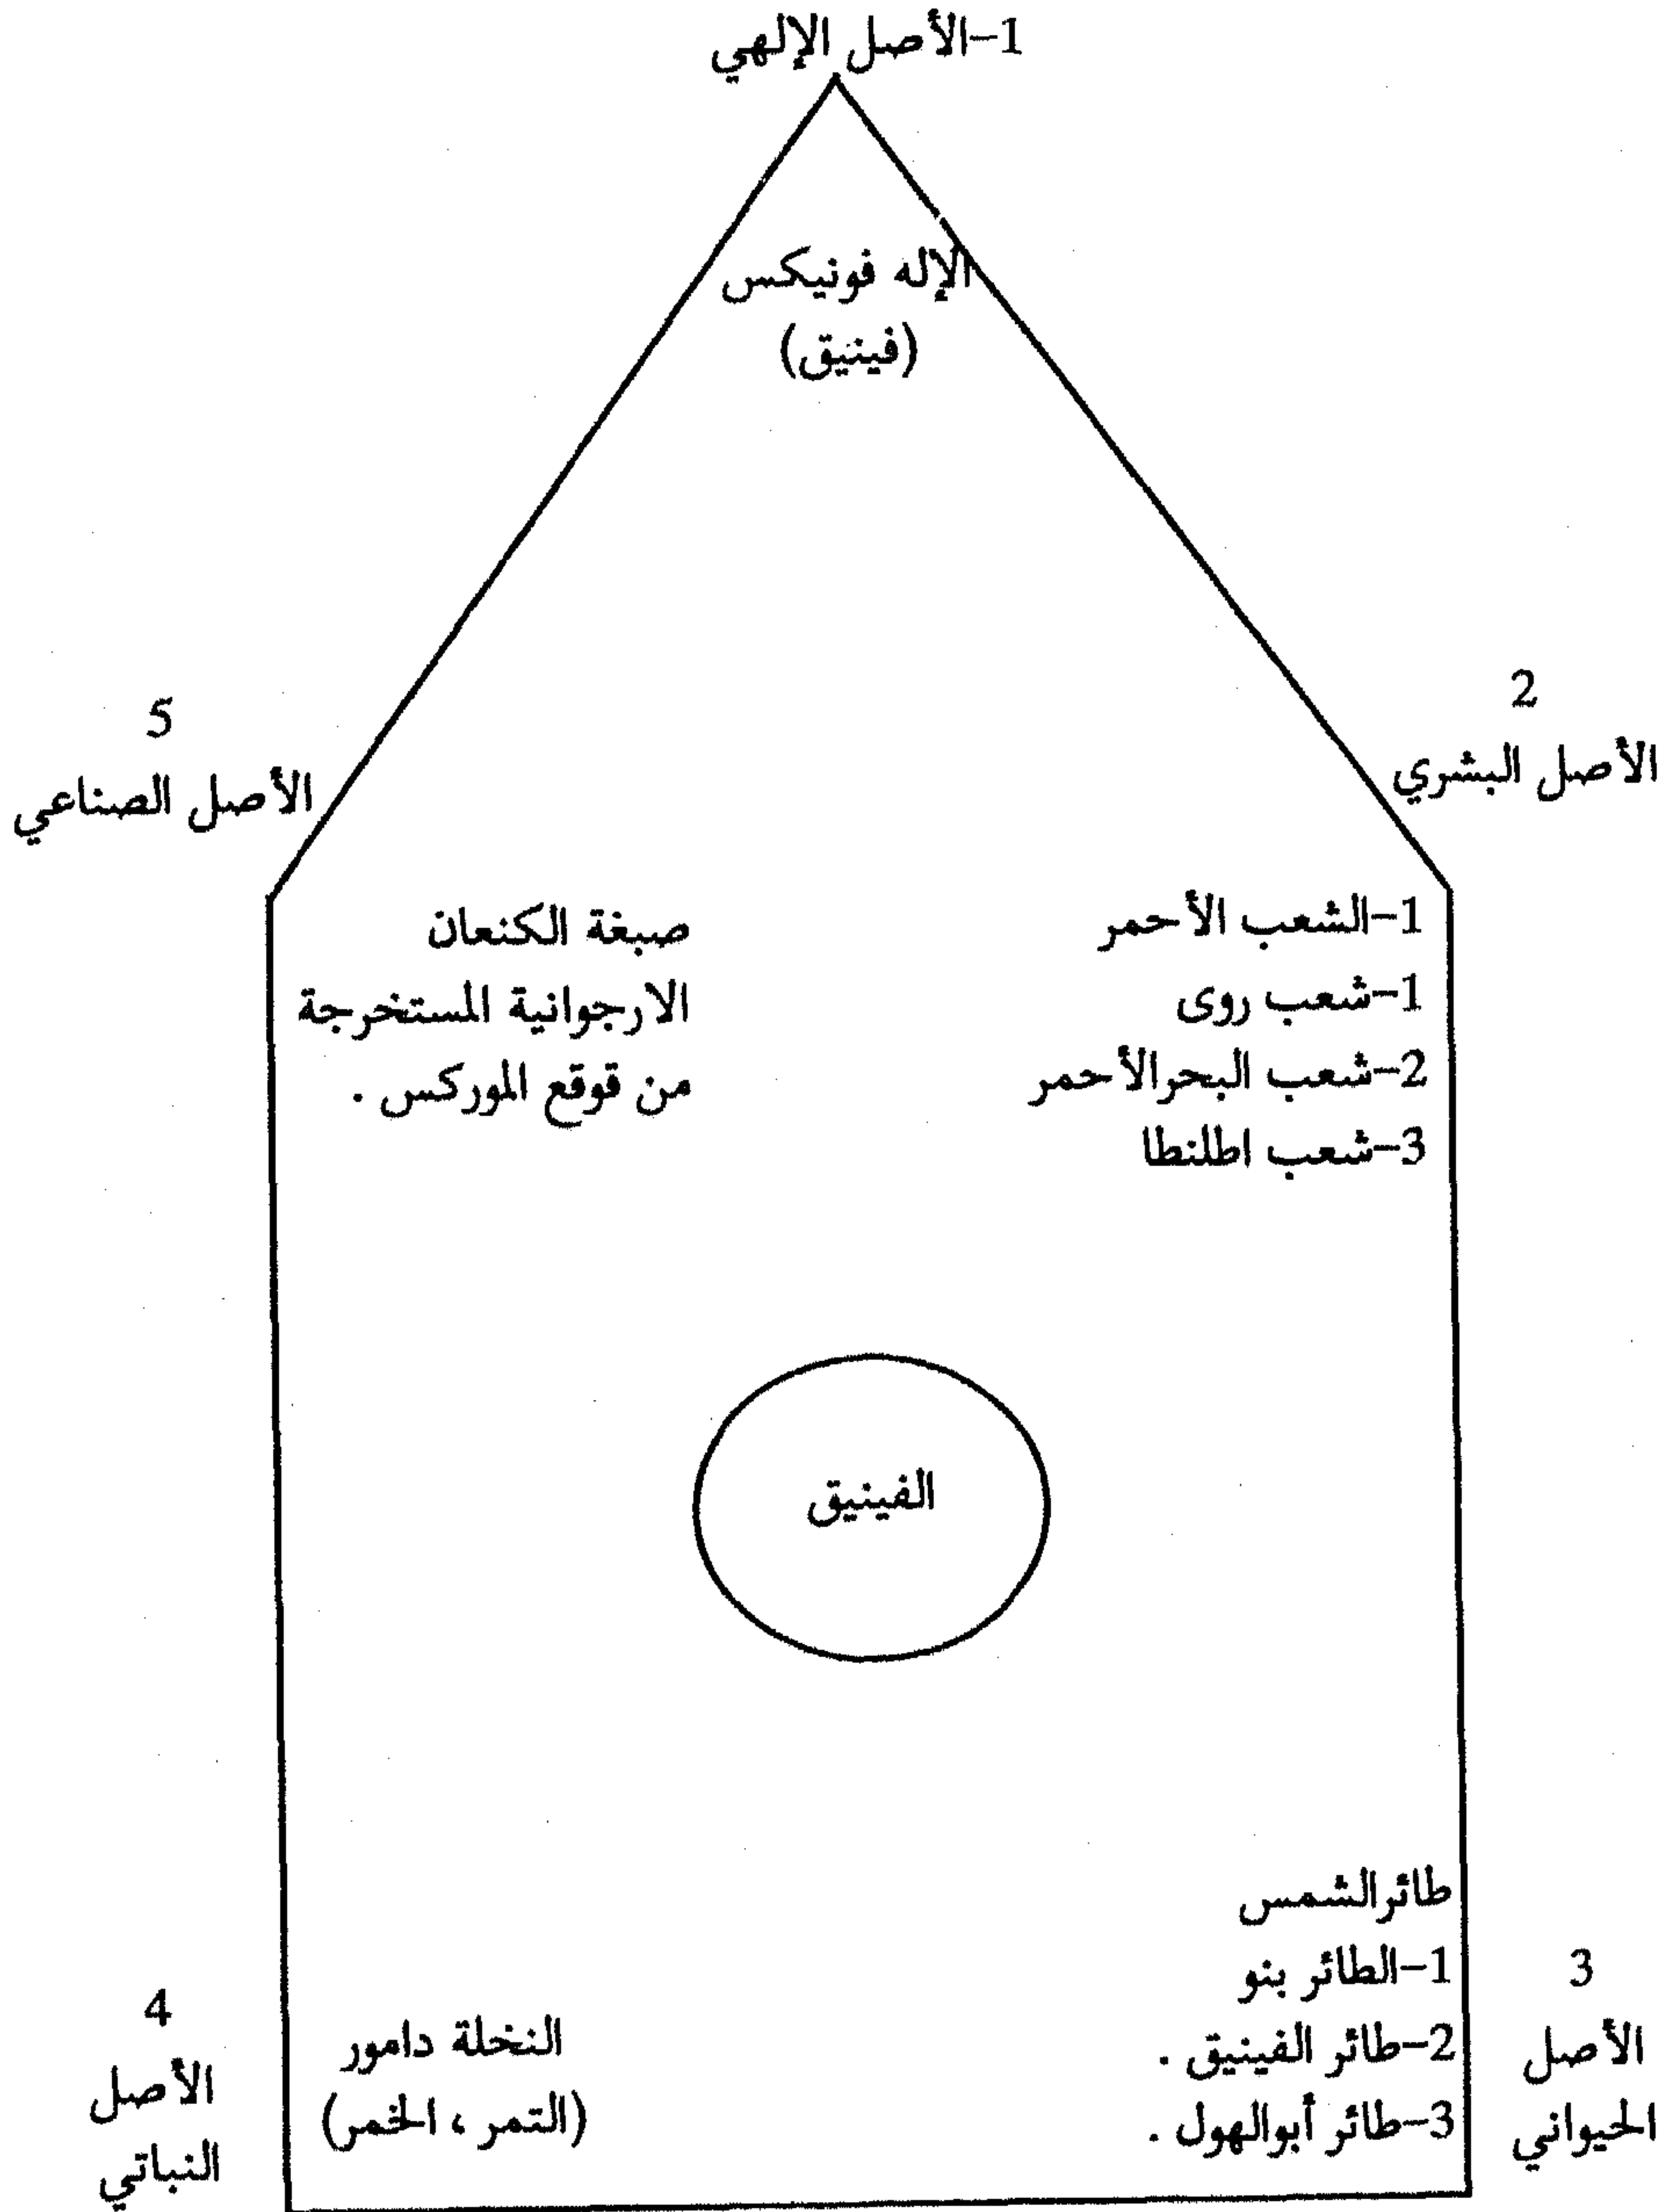 1-الأصل الإلهي
الإله فونيكس
(فينيق)
2
الأصل البشري
1-الشعب الأحمر
1-شعب روى
2-شعب البحرالأحمر
3-شعب اطلنطا
5
الأصل الصناعي
صبغة الكنعان
الارجوانية المستخرجة
من قوقع الموركس .
الفينيق
طائرالشمس
1-الطائر بنو
2-طائر الفينيق .
3-طائر أبوالهول .
3
الأصل
الحيواني
4
الأصل
النباتي
النخلة دامور
(التمر ، الخمر)